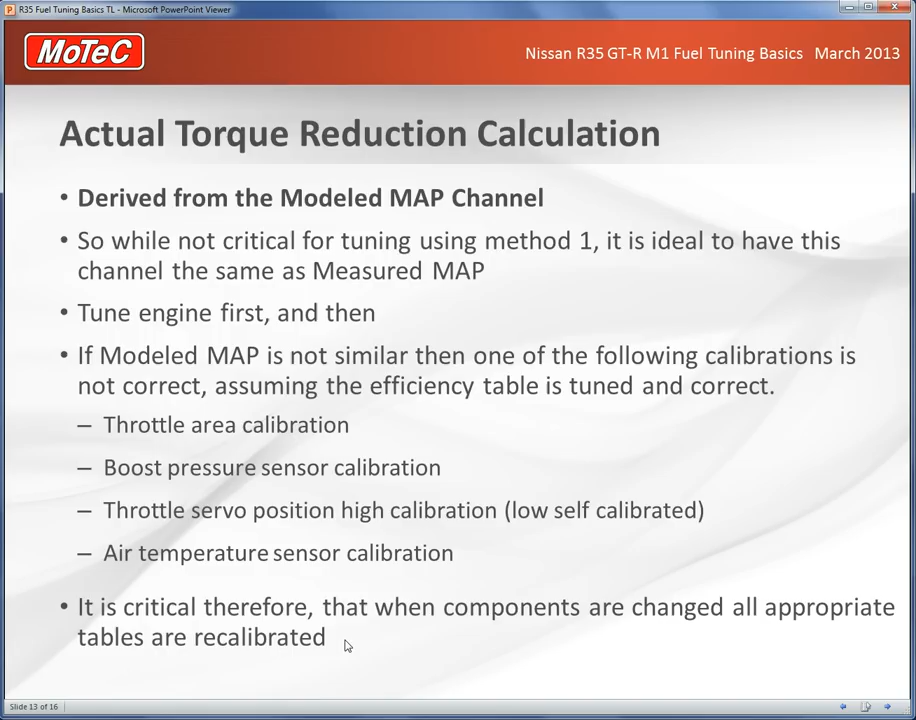 R35 Fuel Tuning Basics TL - Microsoft PowerPoint Viewer
MoTeC
Nissan R35 GT-R M1 Fuel Tuning Basics March 2013
Actual Torque Reduction Calculation
• Derived from the Modeled MAP Channel
• So while not critical for tuning using method 1, it is ideal to have this
channel the same as Measured MAP
• Tune engine first, and then
• If Modeled MAP is not similar then one of the following calibrations is
not correct, assuming the efficiency table is tuned and correct.
– Throttle area calibration
– Boost pressure sensor calibration
– Throttle servo position high calibration (low self calibrated)
– Air temperature sensor calibration
• It is critical therefore, that when components are changed all appropriate
tables are recalibrated
Slide 13 of 16